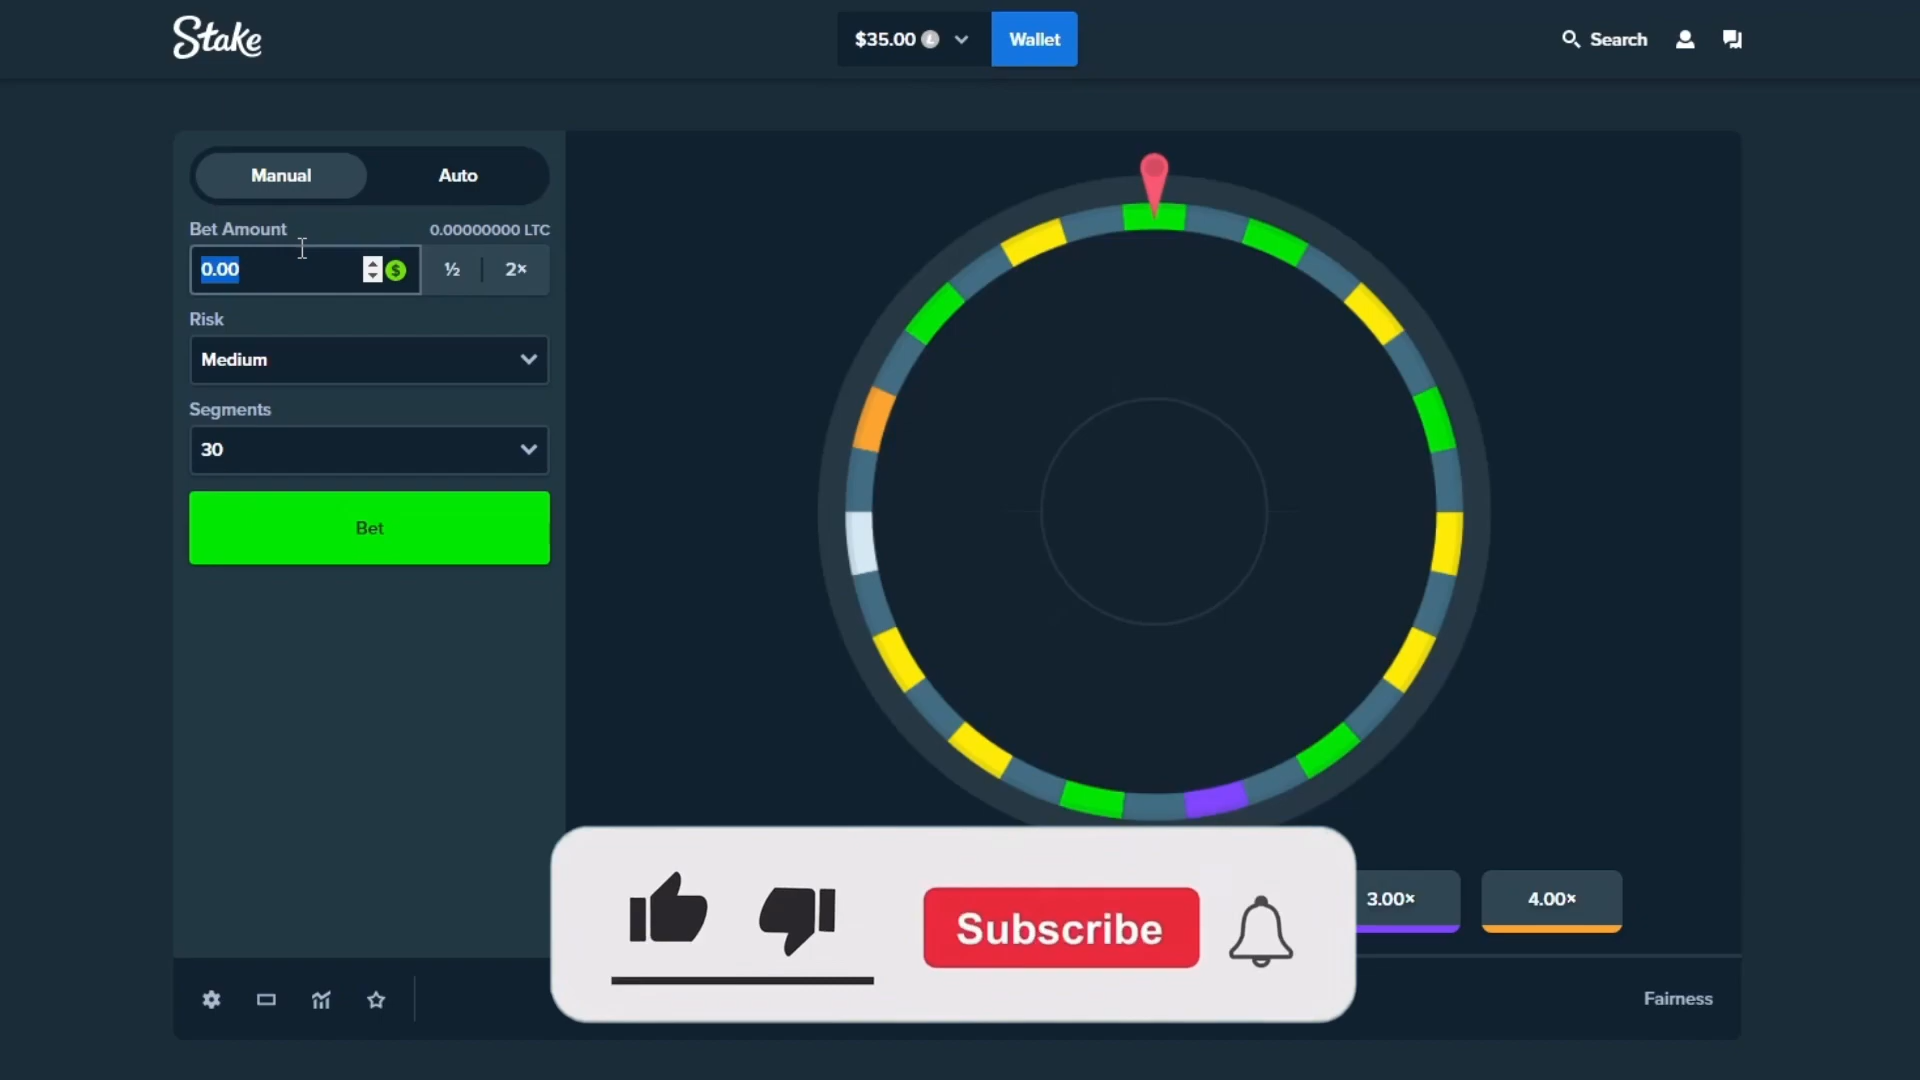 Stake
$35.00
Wallet
Search
Manual
Auto
Bet Amount
0.00000000 LTC
0.00
$
½
2×
Risk
Medium
Segments
30
Bet
3.00×
4.00×
Subscribe
Fairness